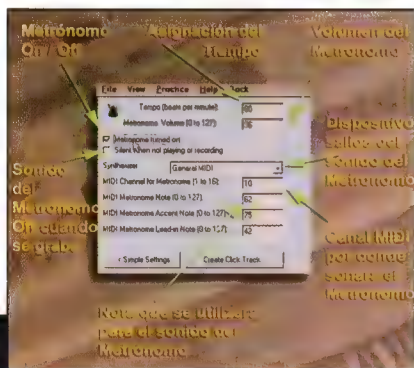 Metrónomo On / Off
Asignación del Tiempo
Volumen del Metrónomo
File View Practice Help Back
Tempo (beats per minute):
Metronome Volume (0 to 127)
Metronome turned on
Silent when not playing or recording
Synthesizer General MIDI
MIDI Channel for Metronome (1 to 16): 10
MIDI Metronome Note (0 to 127): 62
MIDI Metronome Accent Note (0 to 127): 75
MIDI Metronome Lead-in Note (0 to 127): 42
< Simple Settings
Create Click Track
Sonido
del
Metrónomo
On cuando
se graba
Dispositivo
sonido del
Metrónomo
Canal MIDI
por donde
sonará el
Metrónomo
Nota que se utilizará
para el sonido del
Metrónomo